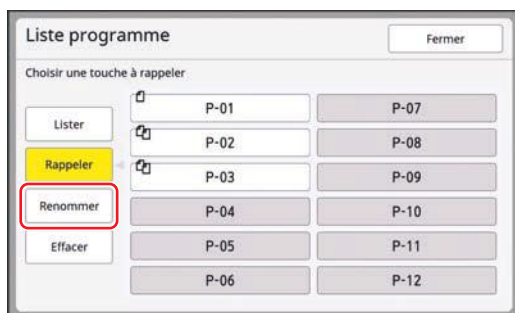 Liste programme
Fermer
Choisir une touche à rappeler
Lister
Rappeler
Renommer
Effacer
P-01
P-02
P-03
P-04
P-05
P-06
P-07
P-08
P-09
P-10
P-11
P-12